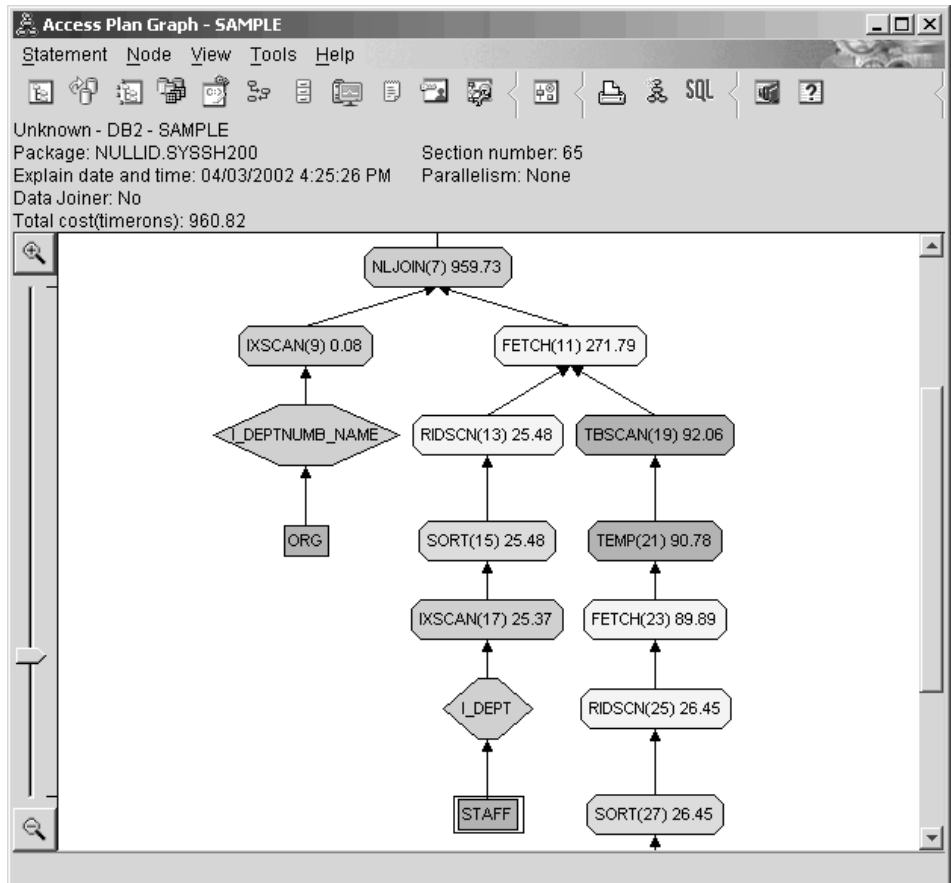 Access Plan Graph - SAMPLE
Statement Node View Tools Help
SQL ?
Unknown - DB2 - SAMPLE
Package: NULLID.SYSSH200 Section number: 65
Explain date and time: 04/03/2002 4:25:26 PM Parallelism: None
Data Joiner: No
Total cost(timerons): 960.82
NLJOIN(7) 959.73
IXSCAN(9) 0.08 FETCH(11) 271.79
I_DEPTNUMB_NAME RIDSCN(13) 25.48 TBSCAN(19) 92.06
ORG SORT(15) 25.48 TEMP(21) 90.78
IXSCAN(17) 25.37 FETCH(23) 89.89
I_DEPT RIDSCN(25) 26.45
STAFF SORT(27) 26.45